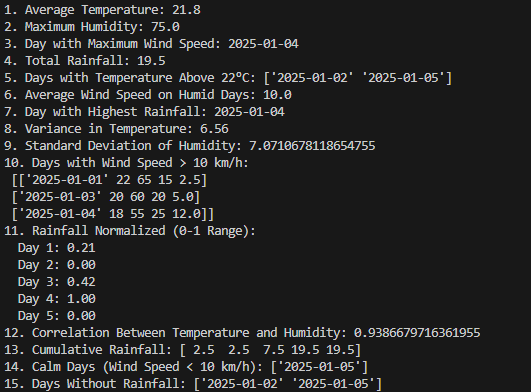 1. Average Temperature: 21.8
2. Maximum Humidity: 75.0
3. Day with Maximum Wind Speed: 2025-01-04
4. Total Rainfall: 19.5
5. Days with Temperature Above 22°C: ['2025-01-02' '2025-01-05']
6. Average Wind Speed on Humid Days: 10.0
7. Day with Highest Rainfall: 2025-01-04
8. Variance in Temperature: 6.56
9. Standard Deviation of Humidity: 7.0710678118654755
10. Days with Wind Speed > 10 km/h:
 [['2025-01-01' 22 65 15 2.5]
 ['2025-01-03' 20 60 20 5.0]
 ['2025-01-04' 18 55 25 12.0]]
11. Rainfall Normalized (0-1 Range):
  Day 1: 0.21
  Day 2: 0.00
  Day 3: 0.42
  Day 4: 1.00
  Day 5: 0.00
12. Correlation Between Temperature and Humidity: 0.9386679716361955
13. Cumulative Rainfall: [ 2.5  2.5  7.5 19.5 19.5]
14. Calm Days (Wind Speed < 10 km/h): ['2025-01-05']
15. Days Without Rainfall: ['2025-01-02' '2025-01-05']